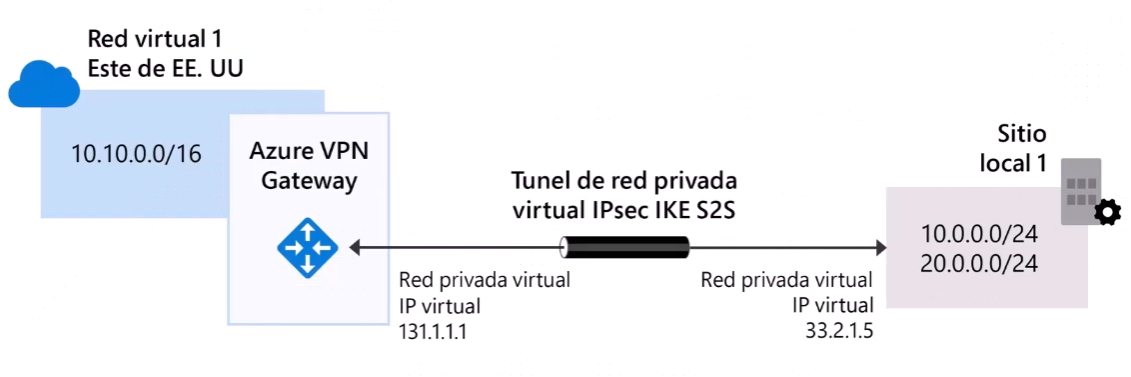 Red virtual 1
Este de EE. UU
10.10.0.0/16
Azure VPN
Gateway
Tunel de red privada
virtual IPsec IKE S2S
Red privada virtual
IP virtual
131.1.1.1
Red privada virtual
IP virtual
33.2.1.5
Sitio
local 1
10.0.0.0/24
20.0.0.0/24